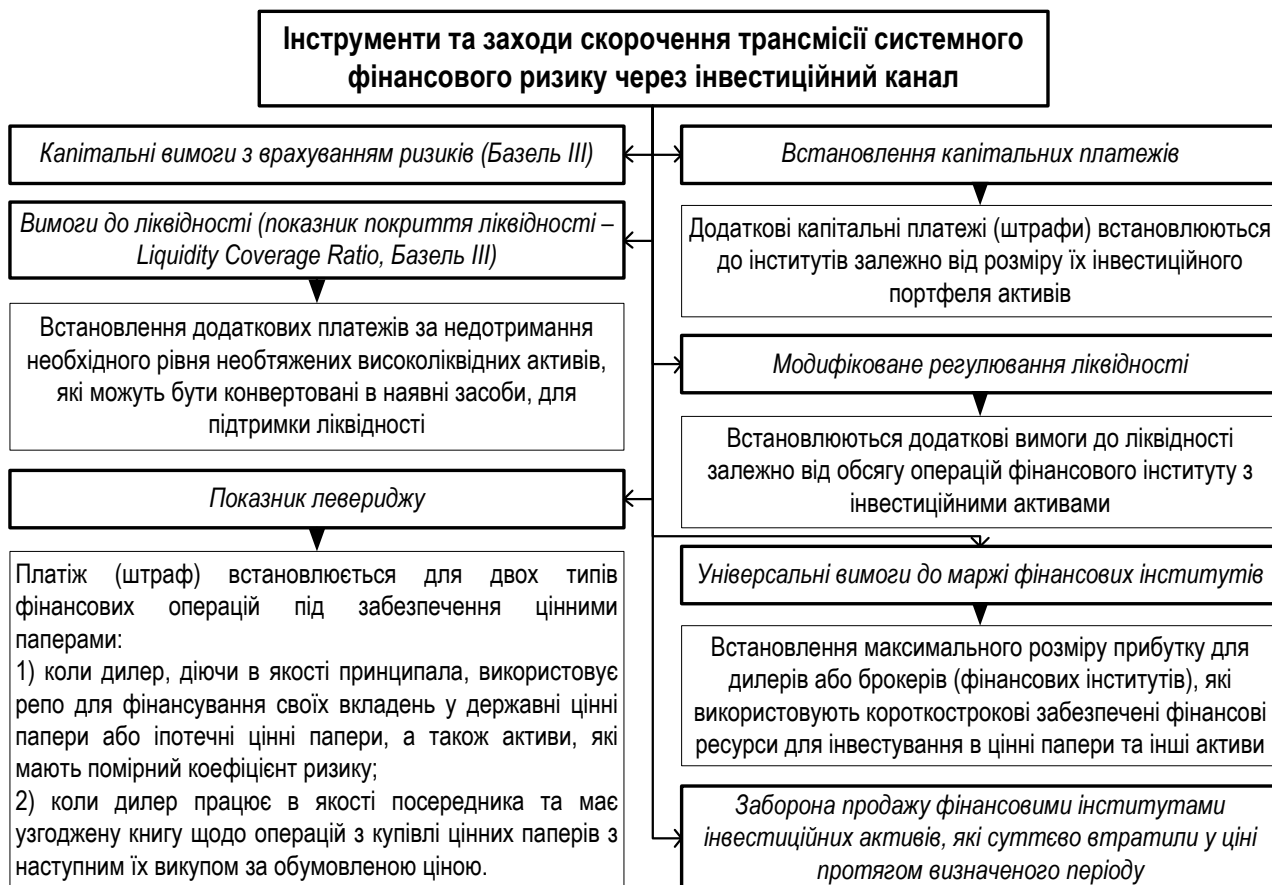 Інструменти та заходи скорочення трансмісії системного
фінансового ризику через інвестиційний канал
Капітальні вимоги з врахуванням ризиків (Базель III)
Вимоги до ліквідності (показник покриття ліквідності –
Liquidity Coverage Ratio, Базель III)
Встановлення додаткових платежів за недотримання
необхідного рівня необтяжених високоліквідних активів,
які можуть бути конвертовані в наявні засоби, для
підтримки ліквідності
Показник левериджу
Платіж (штраф) встановлюється для двох типів
фінансових операцій під забезпечення цінними
паперами:
1) коли дилер, діючи в якості принципала, використовує
репо для фінансування своїх вкладень у державні цінні
папери або іпотечні цінні папери, а також активи, які
мають помірний коефіцієнт ризику;
2) коли дилер працює в якості посередника та має
узгоджену книгу щодо операцій з купівлі цінних паперів з
наступним їх викупом за обумовленою ціною.
Встановлення капітальних платежів
Додаткові капітальні платежі (штрафи) встановлюються
до інститутів залежно від розміру їх інвестиційного
портфеля активів
Модифіковане регулювання ліквідності
Встановлюються додаткові вимоги до ліквідності
залежно від обсягу операцій фінансового інституту з
інвестиційними активами
Універсальні вимоги до маржі фінансових інститутів
Встановлення максимального розміру прибутку для
дилерів або брокерів (фінансових інститутів), які
використовують короткострокові забезпечені фінансові
ресурси для інвестування в цінні папери та інші активи
Заборона продажу фінансовими інститутами
інвестиційних активів, які суттєво втратили у ціні
протягом визначеного періоду